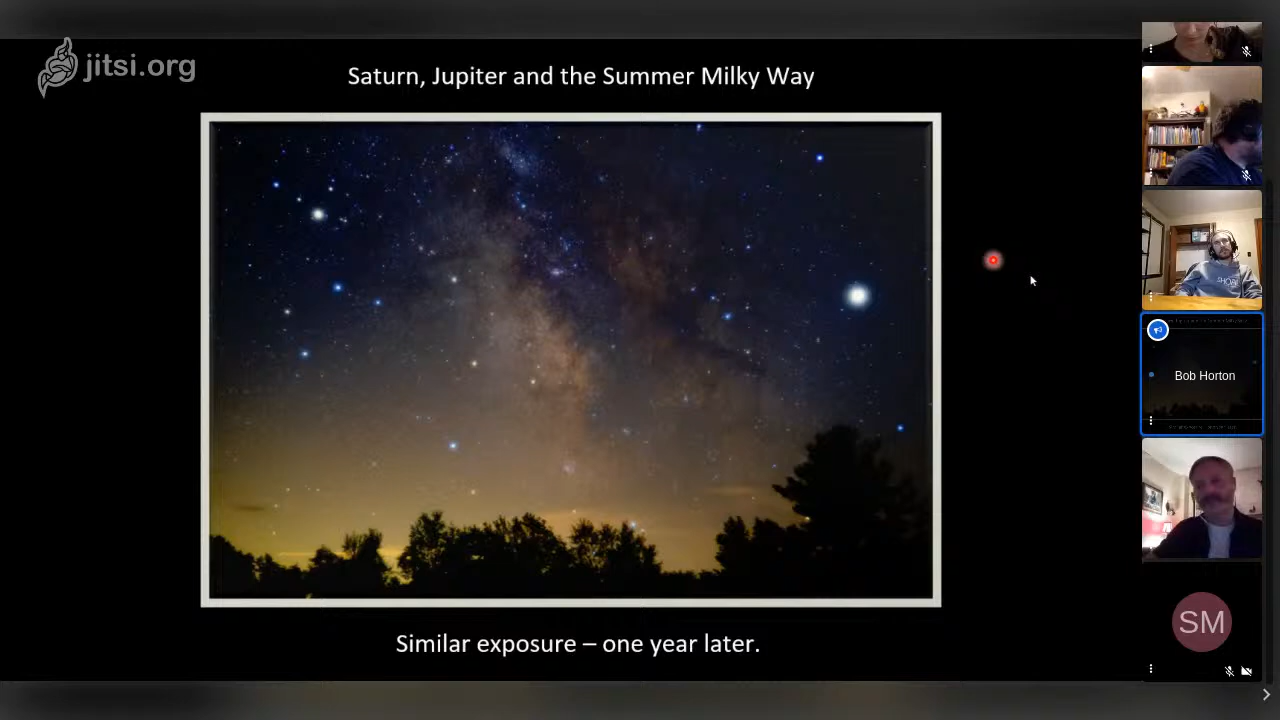 jitsi.org
Saturn, Jupiter and the Summer Milky Way
Bob Horton
Similar exposure – one year later.
SM